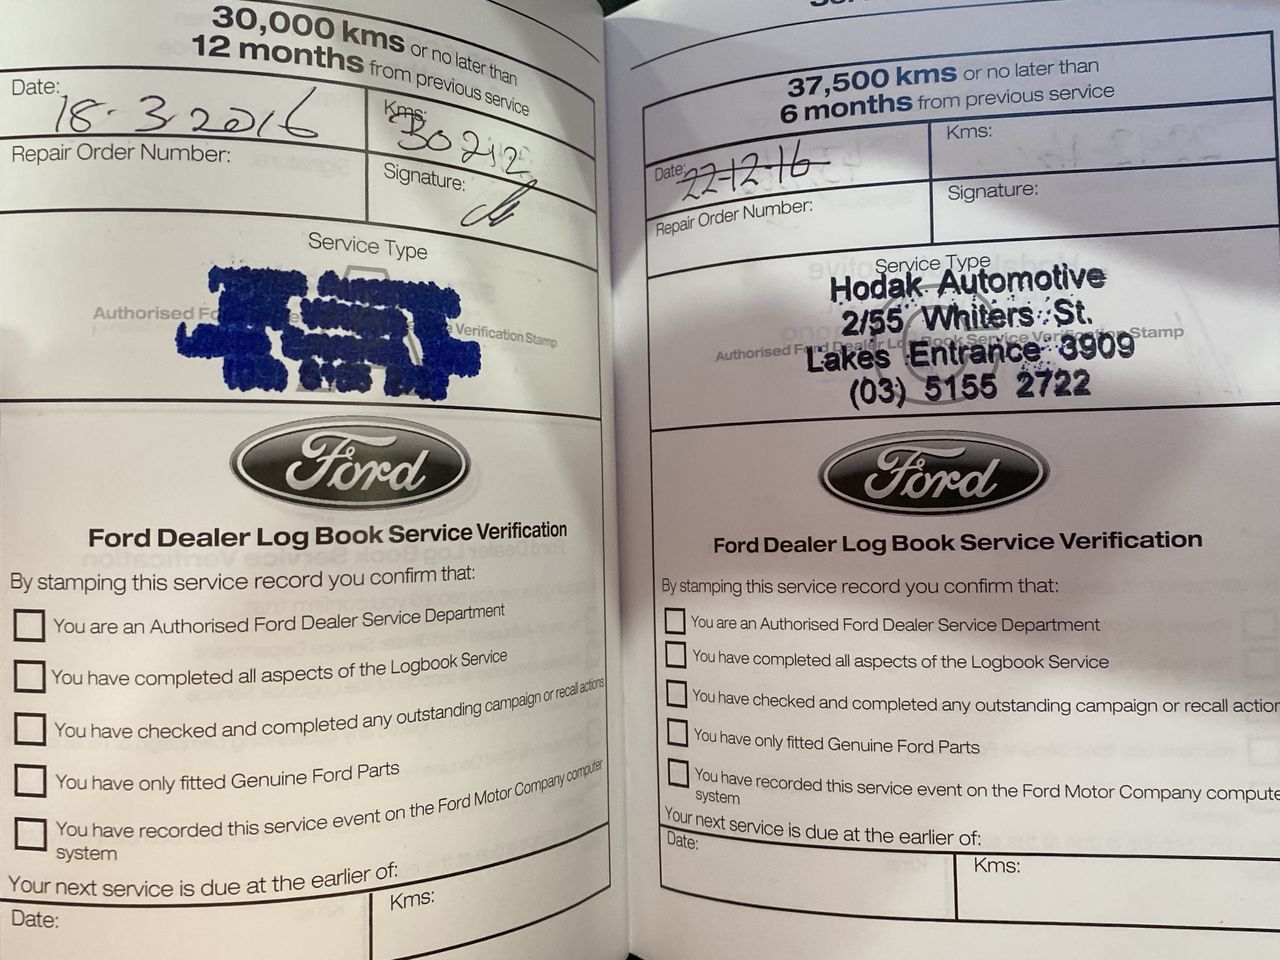 30,000 kms or no later than
12 months from previous service
Date:
18-3-2016
Kms:
30212
Repair Order Number:
Signature:
Service Type
Authorised Fo
Verification Stamp
Ford
Ford Dealer Log Book Service Verification
By stamping this service record you confirm that:
You are an Authorised Ford Dealer Service Department
You have completed all aspects of the Logbook Service
You have checked and completed any outstanding campaign or recall actions
You have only fitted Genuine Ford Parts
You have recorded this service event on the Ford Motor Company computer
system
Your next service is due at the earlier of:
Date:
Kms:
37,500 kms or no later than
6 months from previous service
Date:
22-12-16
Kms:
Repair Order Number:
Signature:
Service Type
Hodak Automotive
2/55 Whiters St.
Authorised Ford Dealer Log Book Service Verification Stamp
Lakes Entrance 3909
(03) 5155 2722
Ford
Ford Dealer Log Book Service Verification
By stamping this service record you confirm that:
You are an Authorised Ford Dealer Service Department
You have completed all aspects of the Logbook Service
You have checked and completed any outstanding campaign or recall action
You have only fitted Genuine Ford Parts
You have recorded this service event on the Ford Motor Company compute
system
Your next service is due at the earlier of:
Date:
Kms: